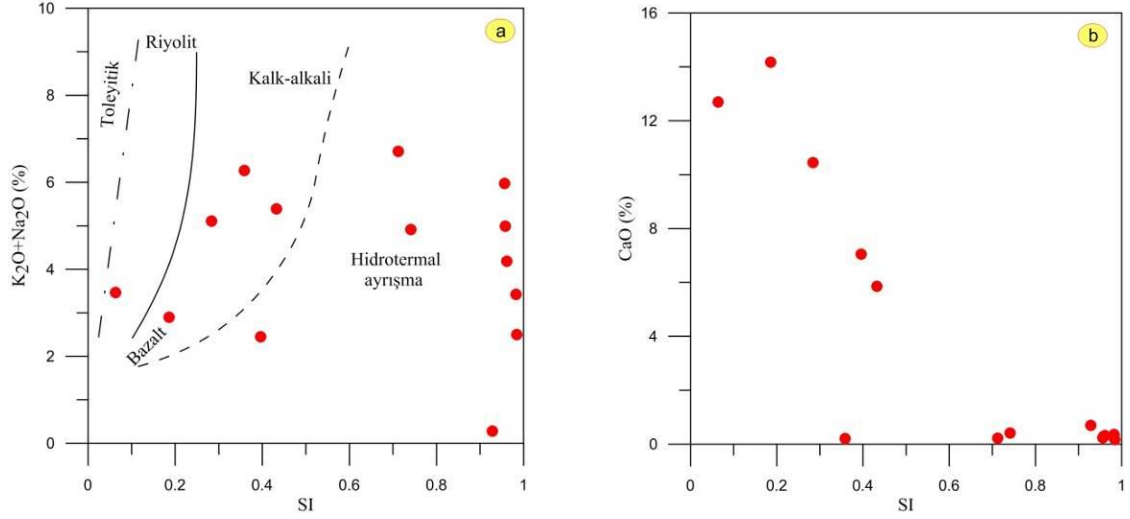 a
10
8
6
4
2
0
K₂O+Na₂O (%)
Toleyitik
Riyolit
Kalk-alkali
Bazalt
Hidrotermal
ayrışma
0 0.2 0.4 0.6 0.8 1
SI
b
16
12
8
4
0
CaO (%)
0 0.2 0.4 0.6 0.8 1
SI